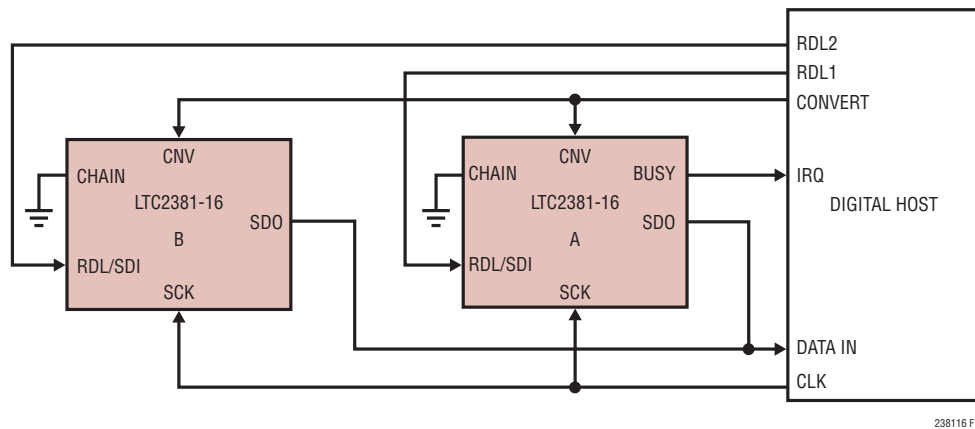 RDL2
RDL1
CONVERT
IRQ
DIGITAL HOST
DATA IN
CLK
CNV
CHAIN
LTC2381-16
SDO
B
RDL/SDI
SCK
CNV
CHAIN
BUSY
LTC2381-16
SDO
A
RDL/SDI
SCK
238116 F